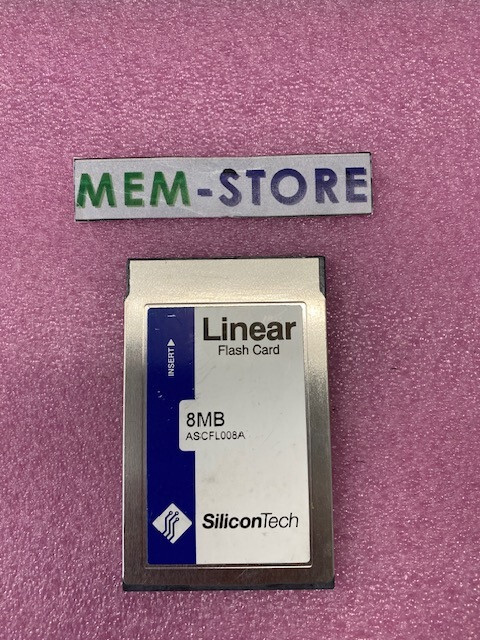 MEM-STORE
Linear
Flash Card
INSERT
8MB
ASCFL008A
SiliconTech